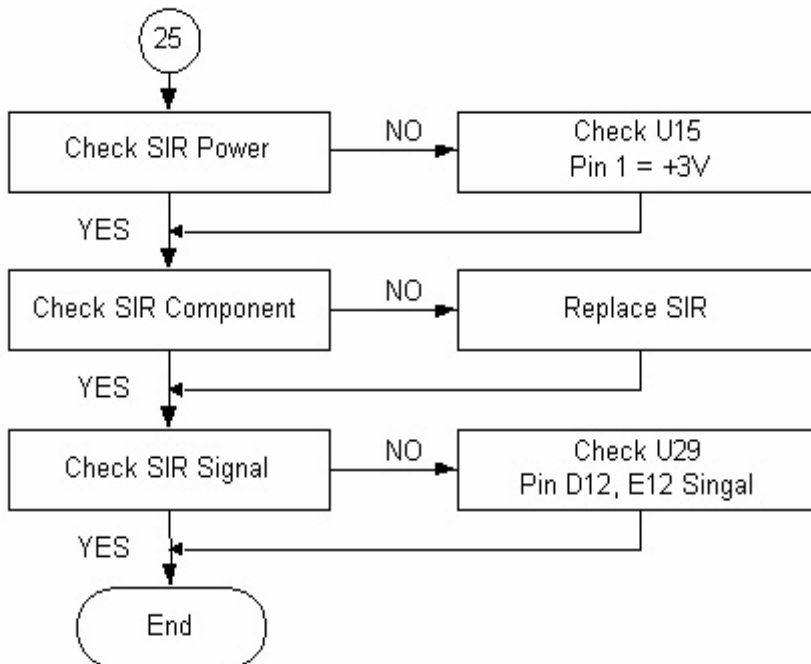 25
Check SIR Power
NO
Check U15
Pin 1 = +3V
YES
Check SIR Component
NO
Replace SIR
YES
Check SIR Signal
NO
Check U29
Pin D12, E12 Singal
YES
End